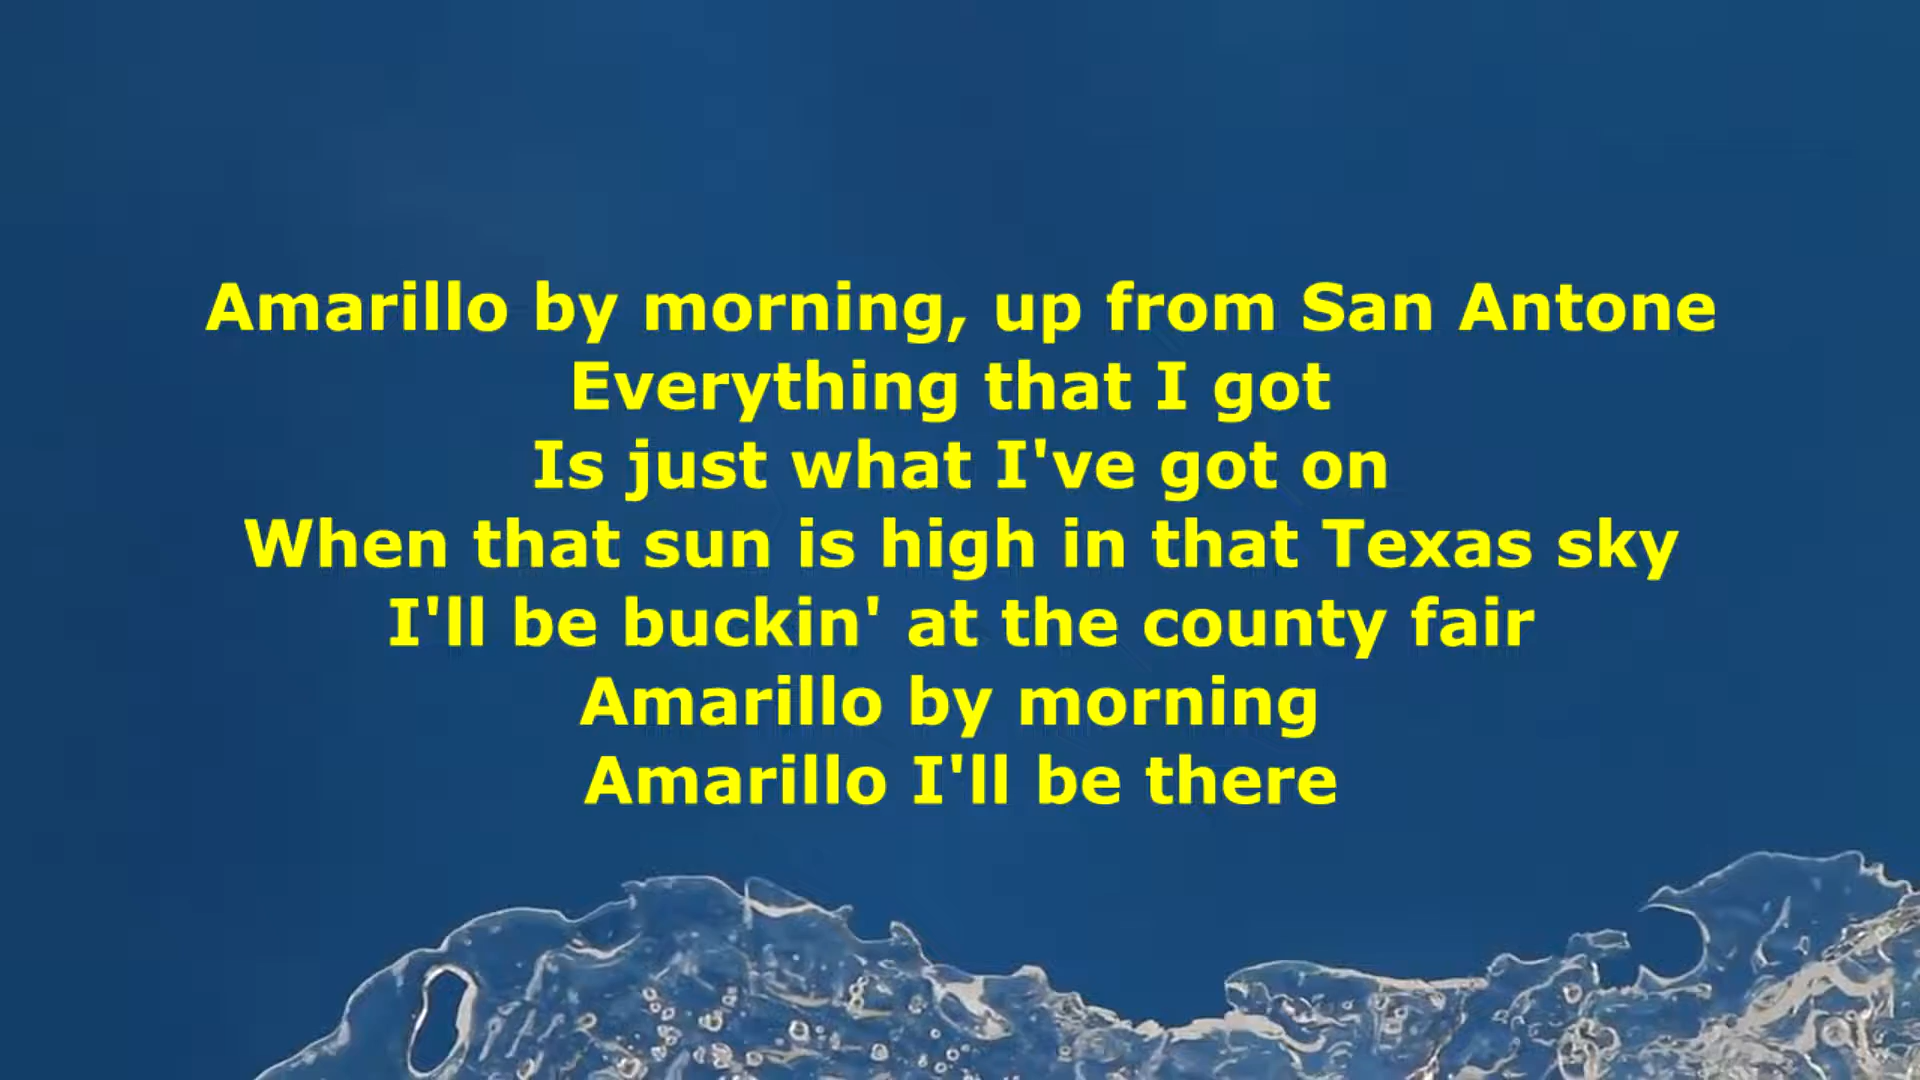 Amarillo by morning, up from San Antone
Everything that I got
Is just what I've got on
When that sun is high in that Texas sky
I'll be buckin' at the county fair
Amarillo by morning
Amarillo I'll be there